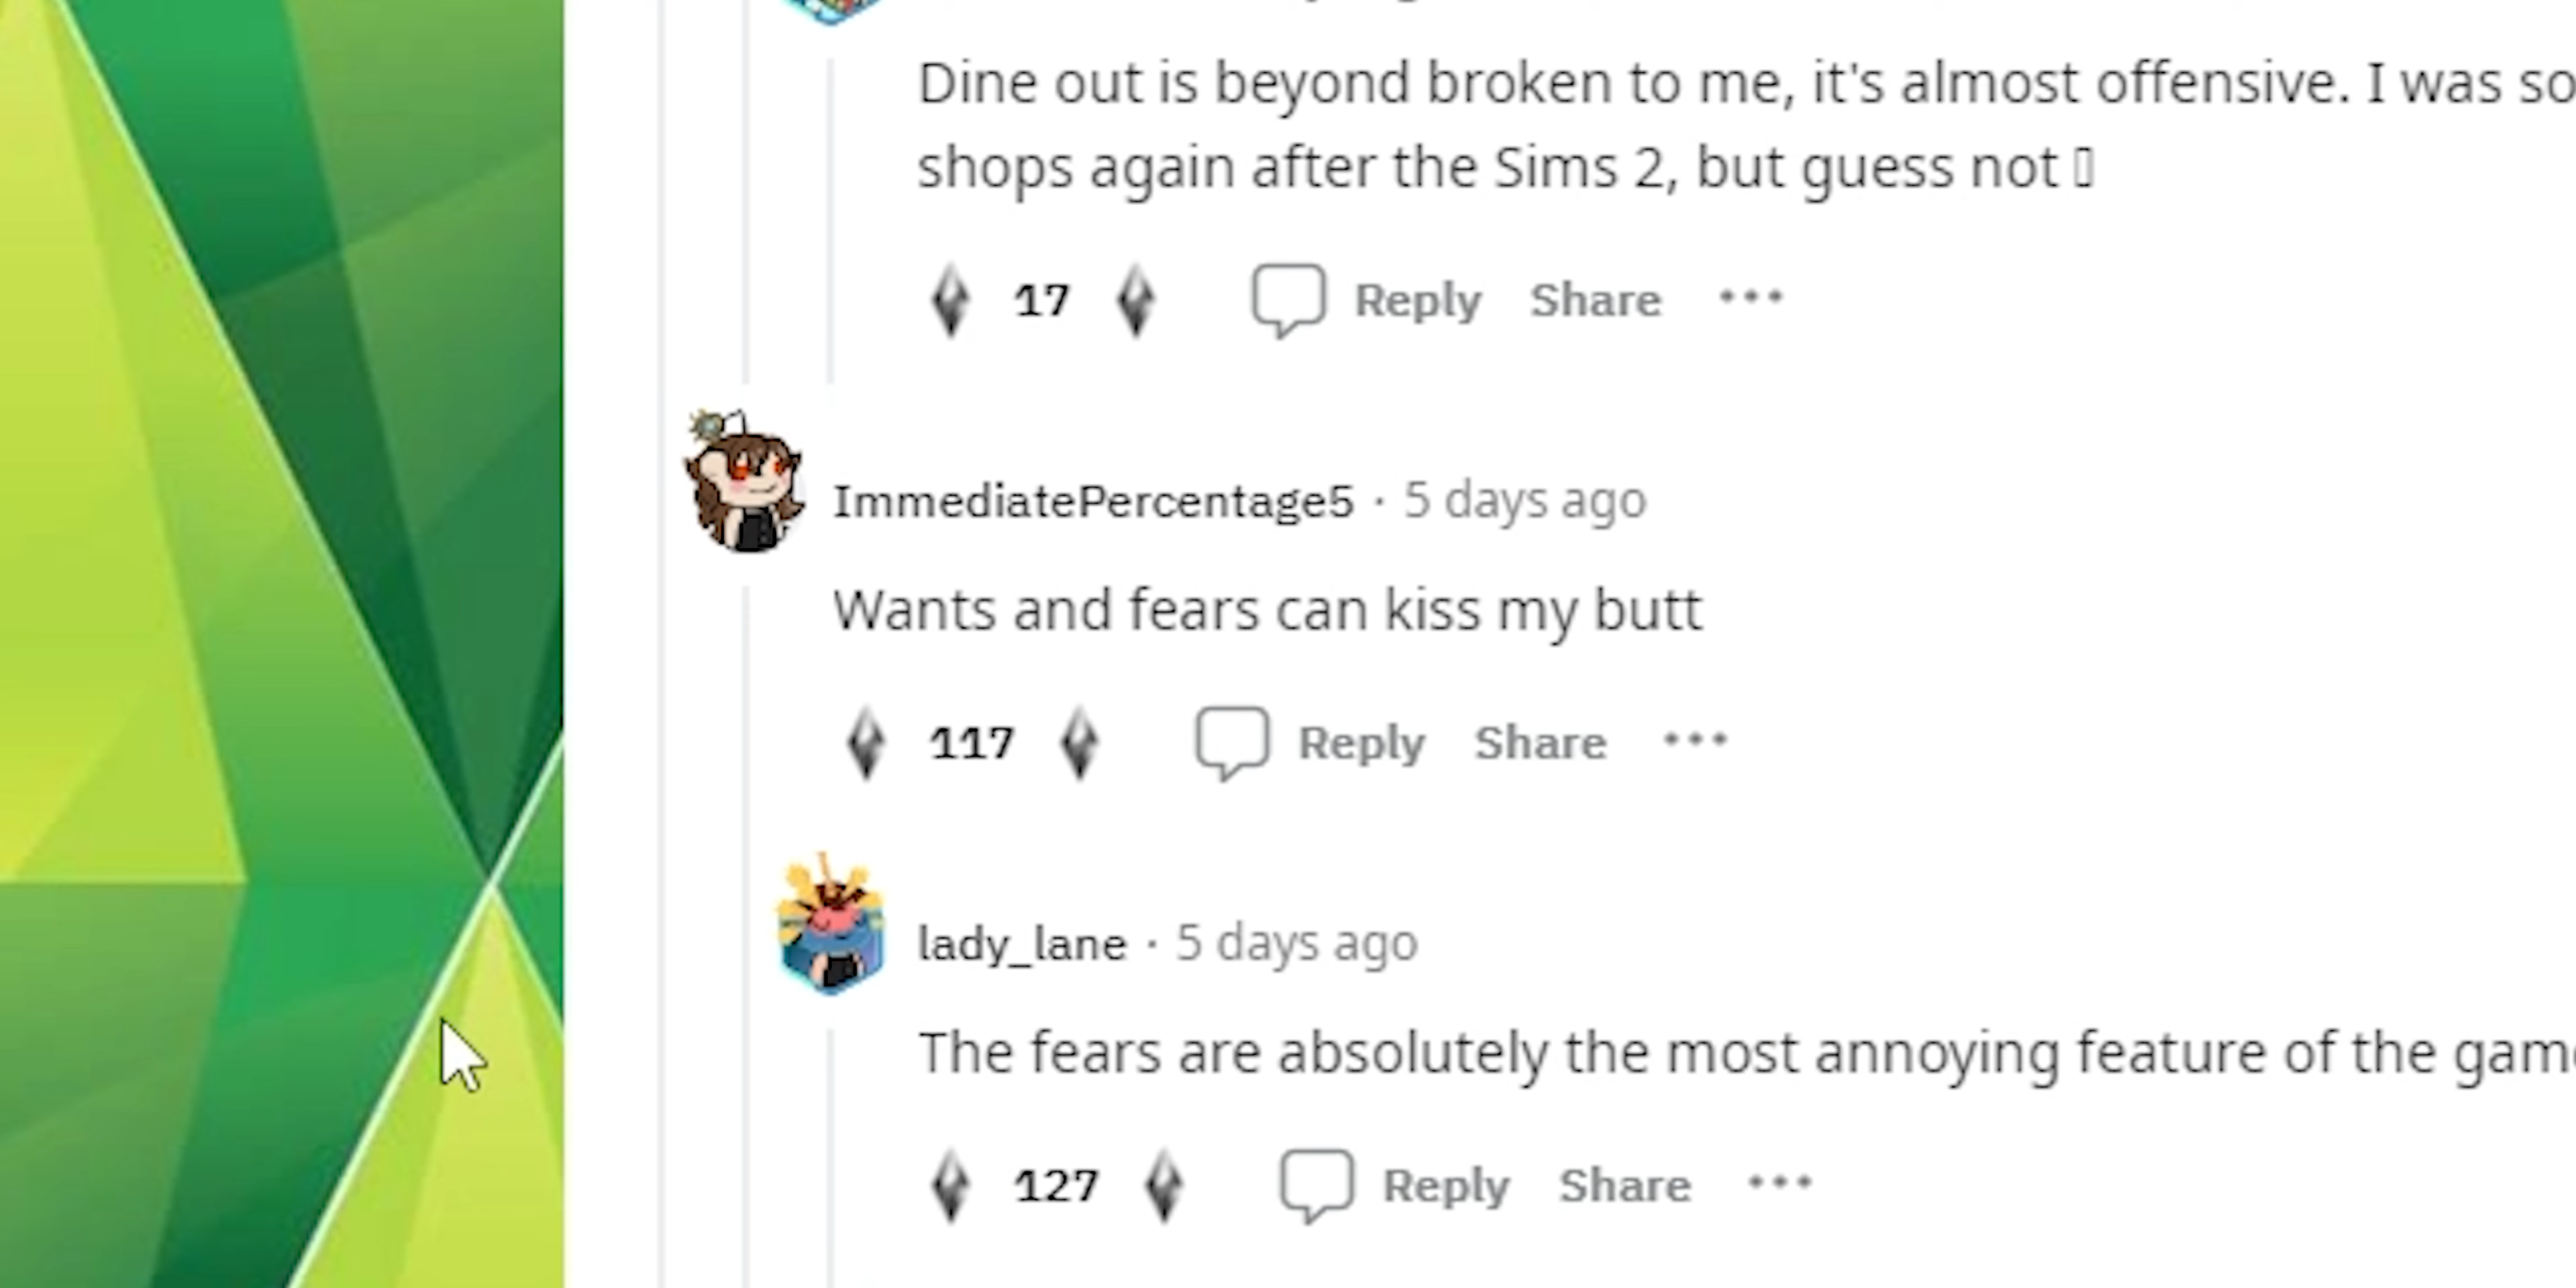 Dine out is beyond broken to me, it's almost offensive. I was so
shops again after the Sims 2, but guess not
17 Reply Share ...
ImmediatePercentage5 · 5 days ago
Wants and fears can kiss my butt
117 Reply Share ...
lady_lane · 5 days ago
The fears are absolutely the most annoying feature of the gam
127 Reply Share ...